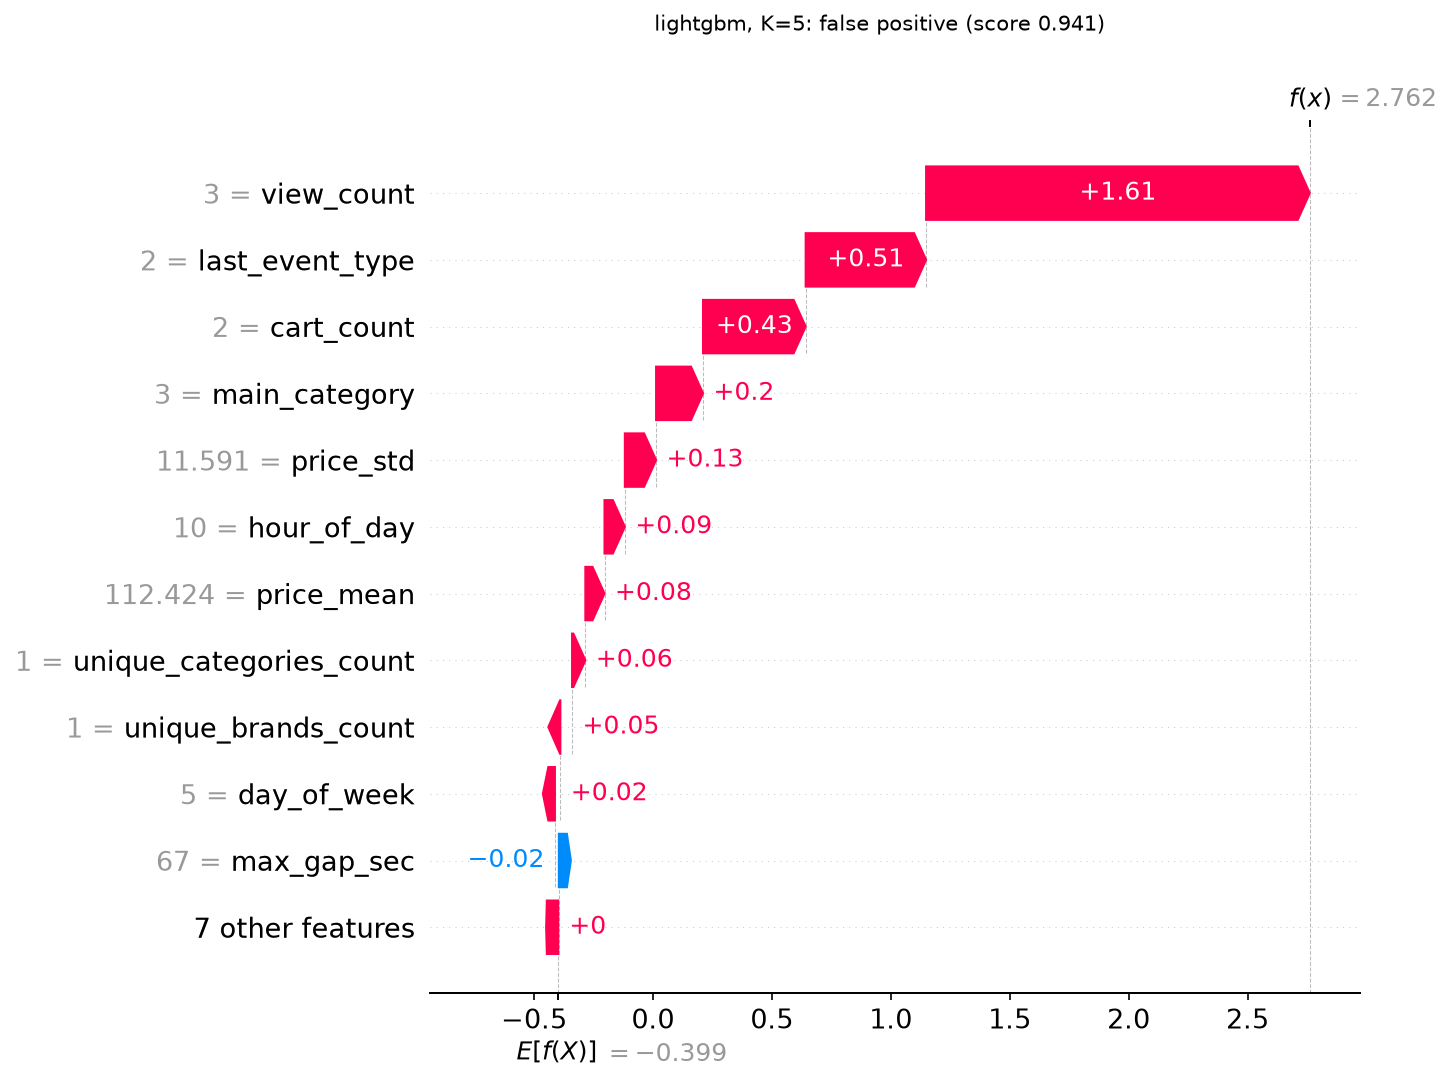 lightgbm, K=5: false positive (score 0.941)
f(x) = 2.762
3 = view_count +1.61
2 = last_event_type +0.51
2 = cart_count +0.43
3 = main_category +0.2
11.591 = price_std +0.13
10 = hour_of_day +0.09
112.424 = price_mean +0.08
1 = unique_categories_count +0.06
1 = unique_brands_count +0.05
5 = day_of_week +0.02
67 = max_gap_sec −0.02
7 other features +0
−0.5 0.0 0.5 1.0 1.5 2.0 2.5
E[f(X)] = −0.399